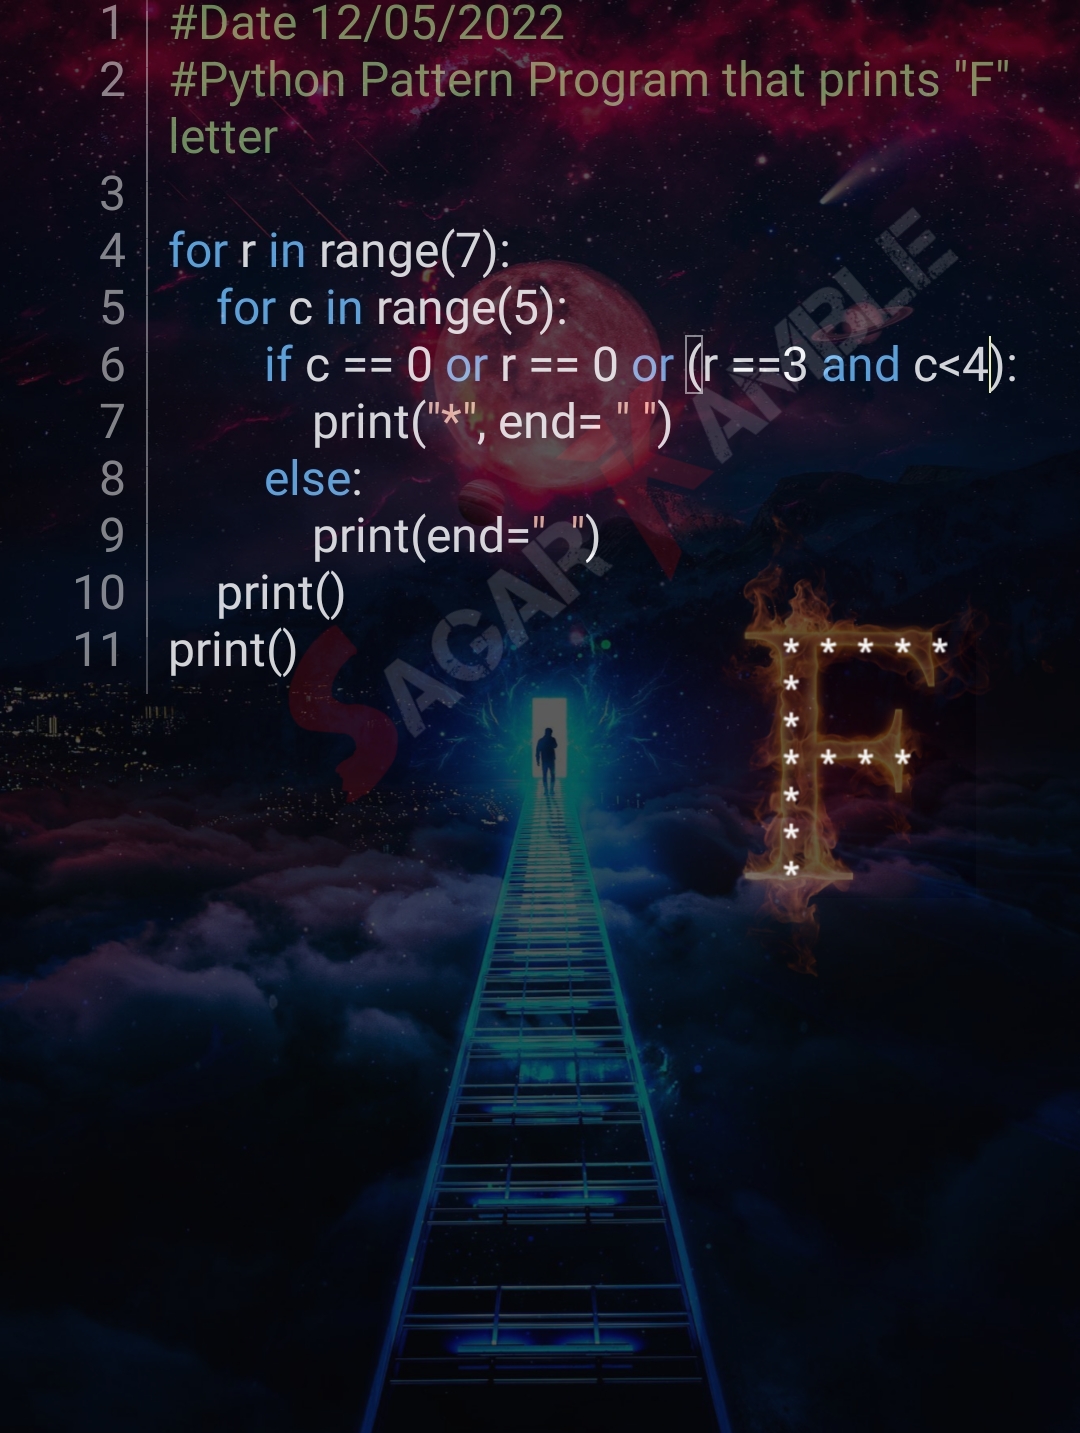 1 #Date 12/05/2022
2 #Python Pattern Program that prints "F"
letter
3
4 for r in range(7):
5     for c in range(5):
6         if c == 0 or r == 0 or (r ==3 and c<4):
7             print("*", end= " ")
8         else:
9             print(end="  ")
10     print()
11 print()
SAGAR KAMBLE
* * * * *
*
*
* * * *
*
*
*